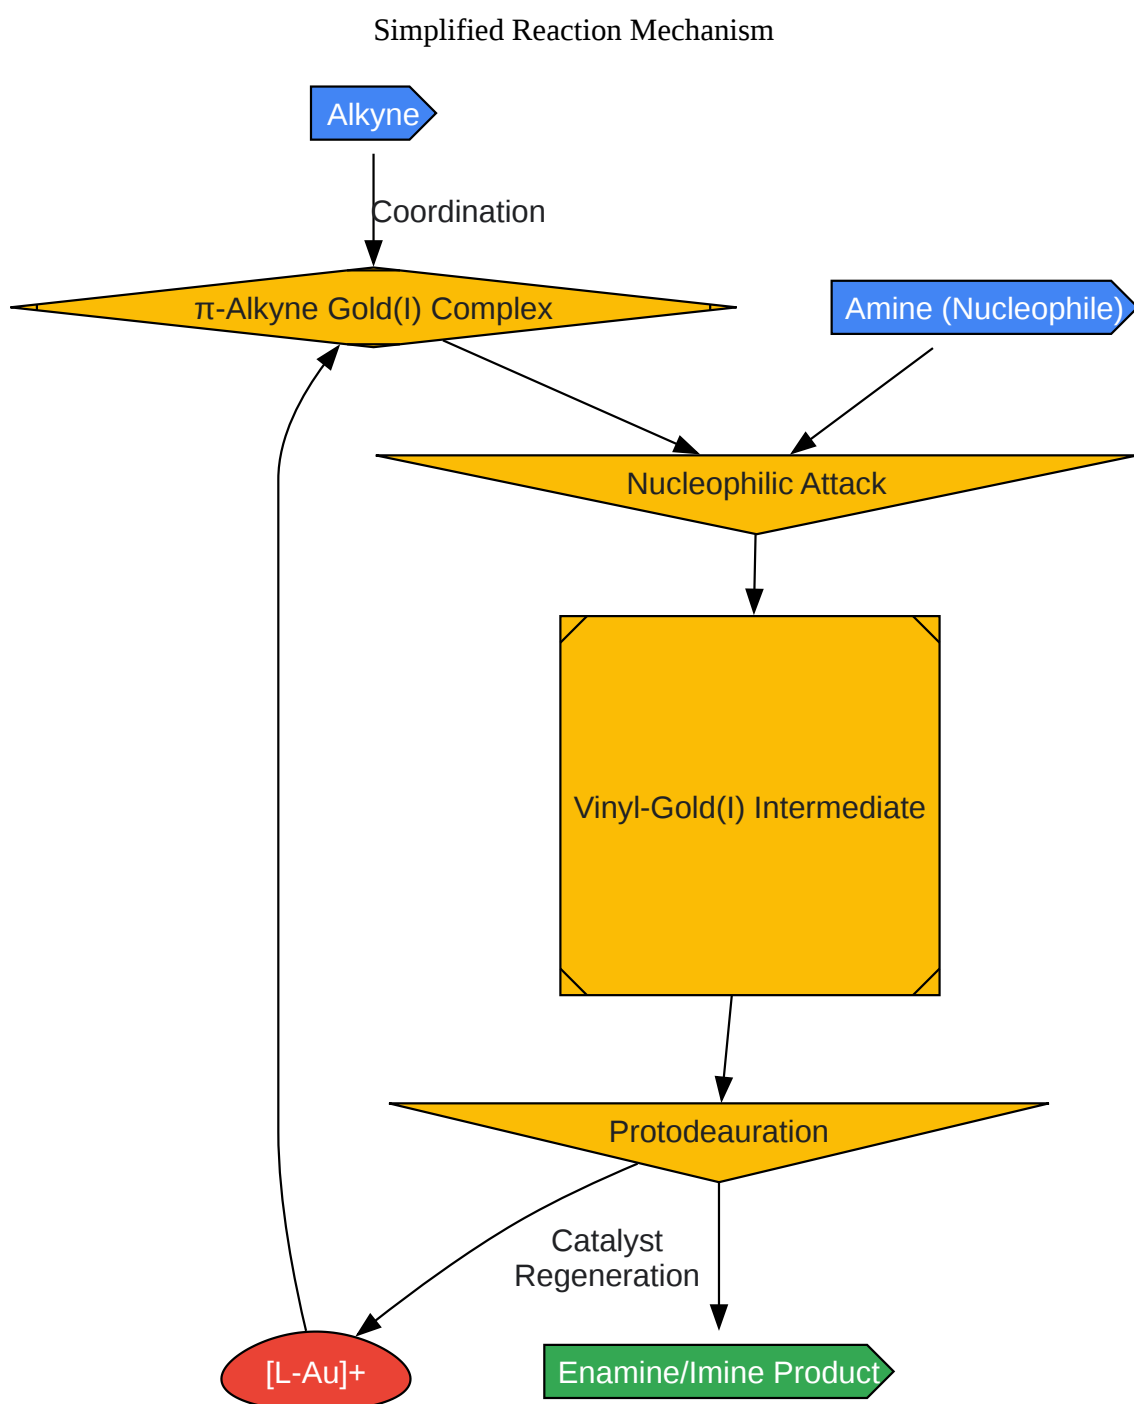 Simplified Reaction Mechanism
Alkyne
Coordination
π-Alkyne Gold(I) Complex
Amine (Nucleophile)
Nucleophilic Attack
Vinyl-Gold(I) Intermediate
Protodeauration
Catalyst
Regeneration
[L-Au]+
Enamine/Imine Product